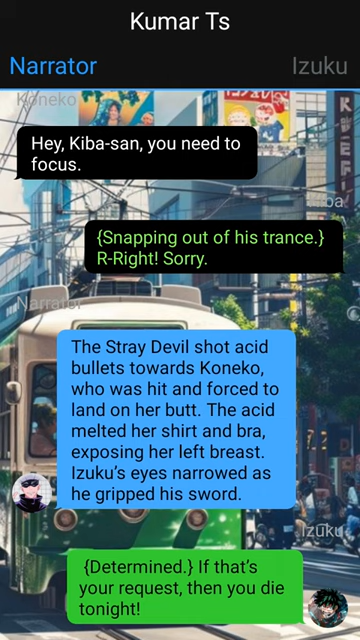 Kumar Ts
Narrator
Izuku
Koneko
Hey, Kiba-san, you need to
focus.
Kiba
{Snapping out of his trance.}
R-Right! Sorry.
Narrator
The Stray Devil shot acid
bullets towards Koneko,
who was hit and forced to
land on her butt. The acid
melted her shirt and bra,
exposing her left breast.
Izuku’s eyes narrowed as
he gripped his sword.
Izuku
{Determined.} If that’s
your request, then you die
tonight!